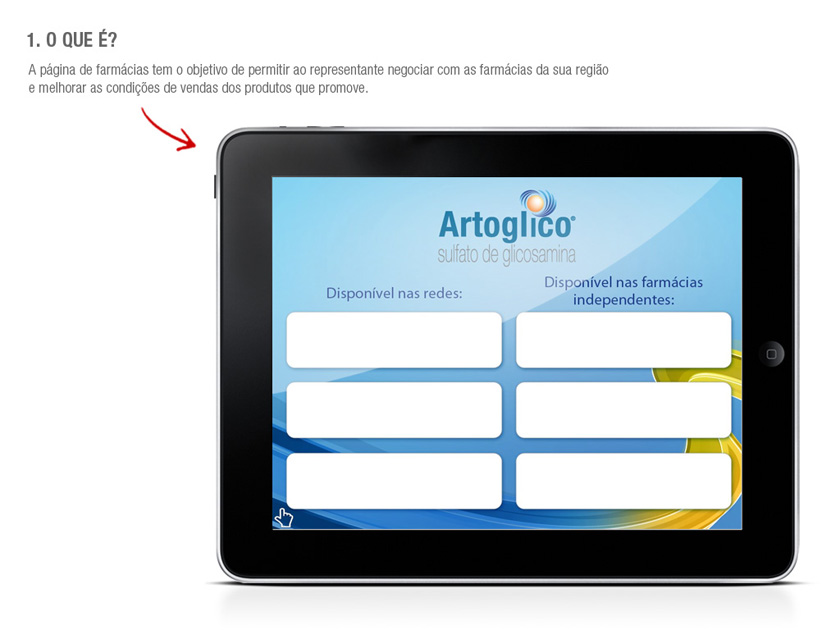 1. O QUE É?
A página de farmácias tem o objetivo de permitir ao representante negociar com as farmácias da sua região
e melhorar as condições de vendas dos produtos que promove.
Artoglico®
sulfato de glicosamina
Disponível nas redes:
Disponível nas farmácias
independentes: